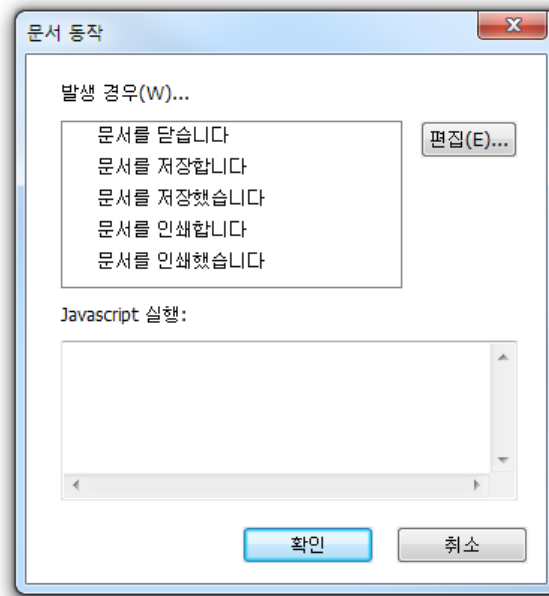 문서 동작
발생 경우(W)...
문서를 닫습니다
편집(E)...
문서를 저장합니다
문서를 저장했습니다
문서를 인쇄합니다
문서를 인쇄했습니다
Javascript 실행:
확인
취소